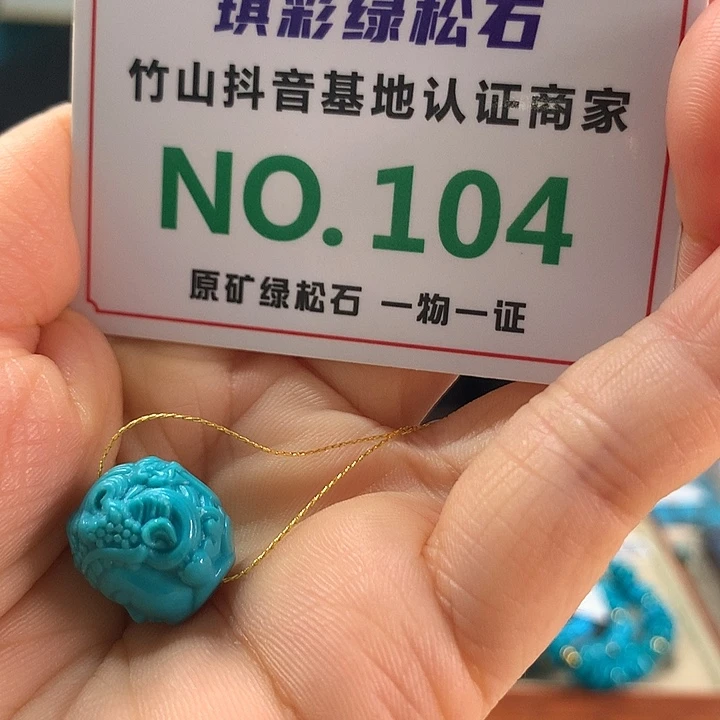 琪彩绿松石
竹山抖音基地认证商家
NO.104
原矿绿松石 一物一证